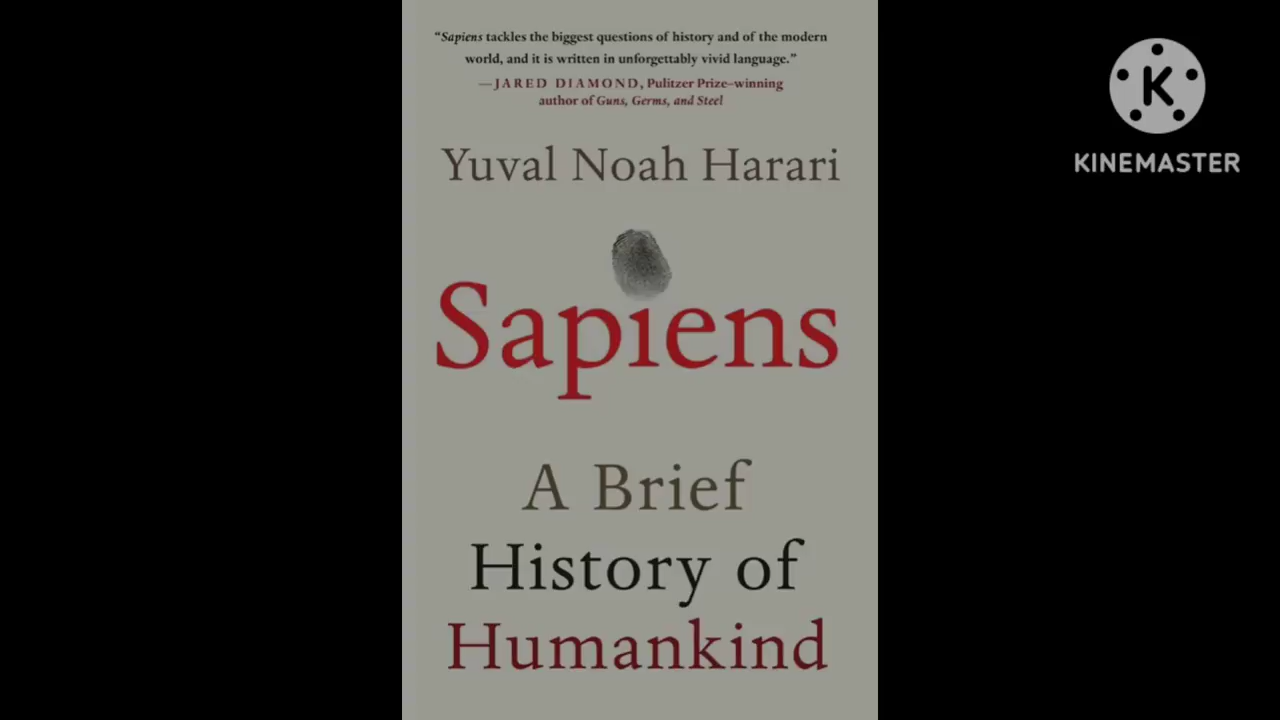 “Sapiens tackles the biggest questions of history and of the modern
world, and it is written in unforgettably vivid language.”
—JARED DIAMOND, Pulitzer Prize–winning
author of Guns, Germs, and Steel
Yuval Noah Harari
Sapiens
A Brief
History of
Humankind
K
KINEMASTER